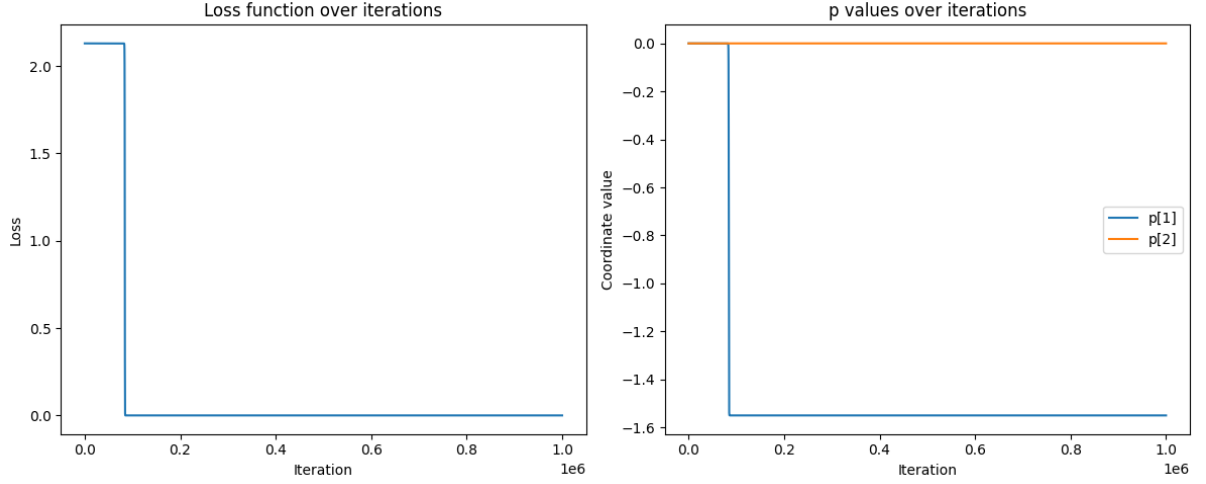 Loss function over iterations
2.0
1.5
1.0
0.5
0.0
Loss
0.0 0.2 0.4 0.6 0.8 1.0
1e6
Iteration
p values over iterations
0.0
−0.2
−0.4
−0.6
−0.8
−1.0
−1.2
−1.4
−1.6
Coordinate value
p[1]
p[2]
0.0 0.2 0.4 0.6 0.8 1.0
1e6
Iteration